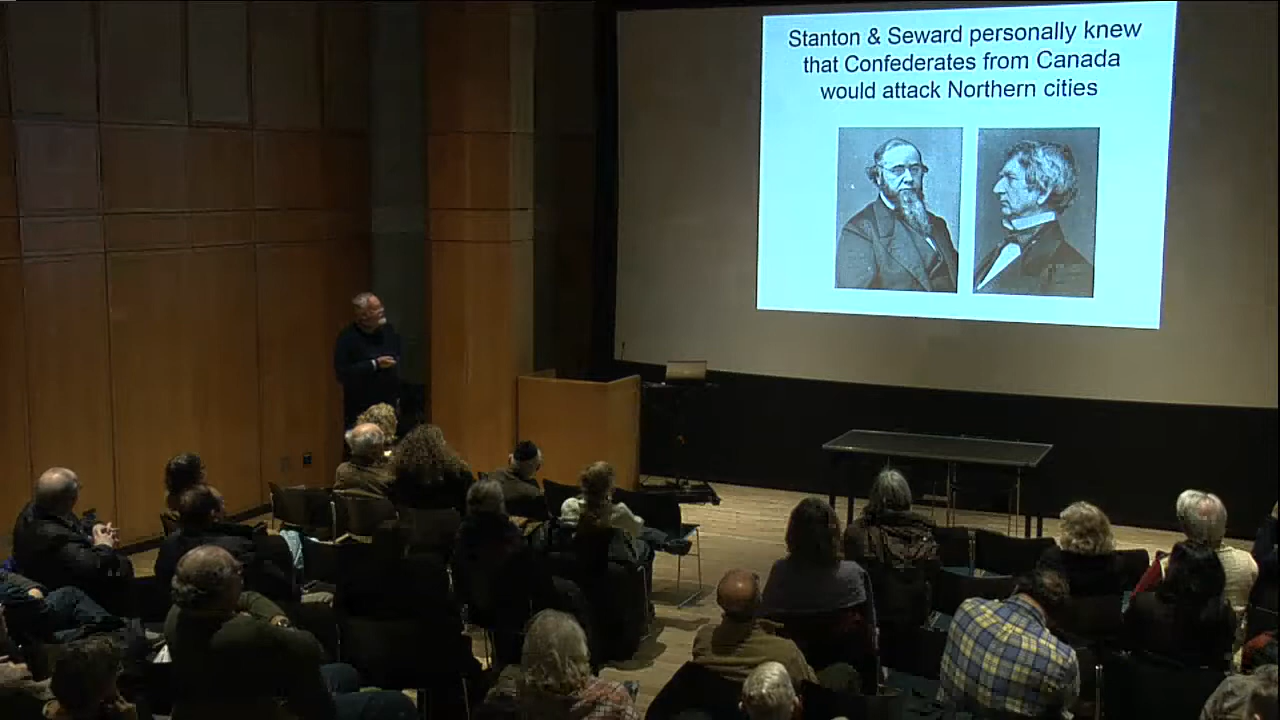 Stanton & Seward personally knew
that Confederates from Canada
would attack Northern cities